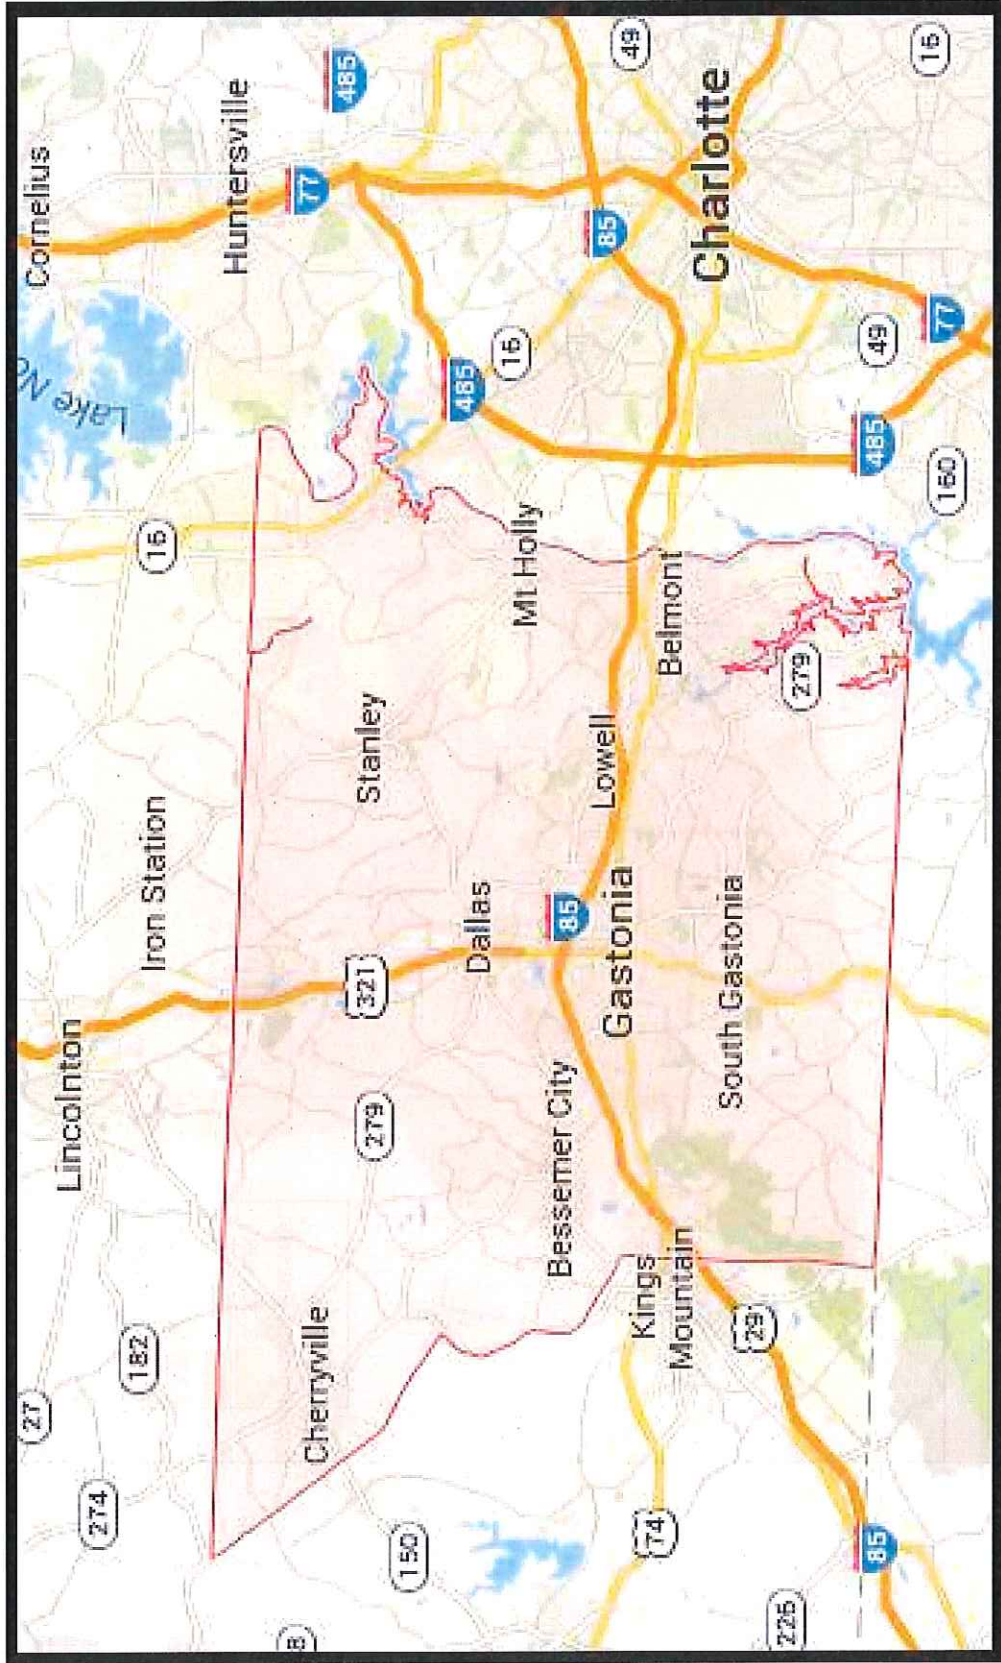 27
Cornelius
Lake No
Lincolnton
274
182
Iron Station
16
Huntersville
77
Cherryville
485
321
Stanley
279
150
485
Dallas
16
Mt Holly
Bessemer City
85
Lowell
85
Gastonia
49
Kings
Mountain
74
Belmont
Charlotte
South Gastonia
29
226
279
85
485
49
16
160
77